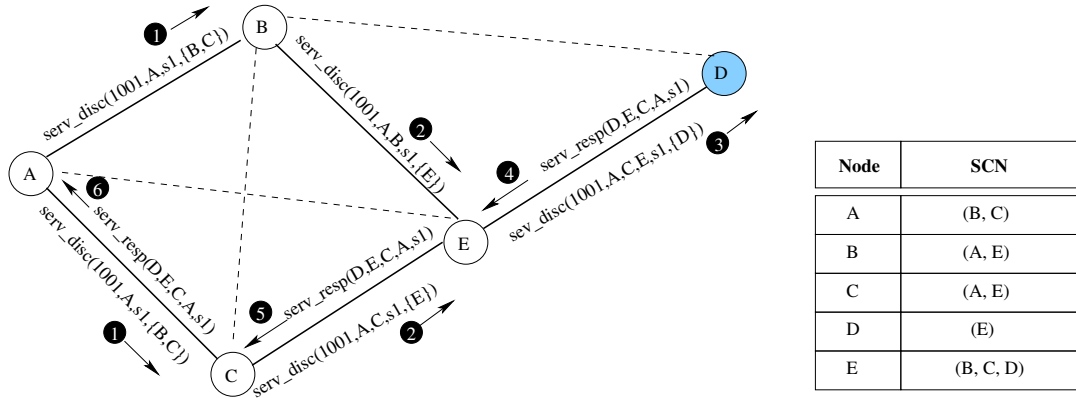 1
B
serv_disc(1001,A,s1,{B,C})
serv_disc(1001,A,B,s1,{E})
2
D
serv_resp(D,E,C,A,s1)
3
sev_disc(1001,A,C,E,s1,{D})
4
A
6
serv_resp(D,E,C,A,s1)
serv_disc(1001,A,s1,{B,C})
1
E
serv_resp(D,E,C,A,s1)
5
serv_disc(1001,A,C,s1,{E})
2
C
Node SCN
A (B, C)
B (A, E)
C (A, E)
D (E)
E (B, C, D)